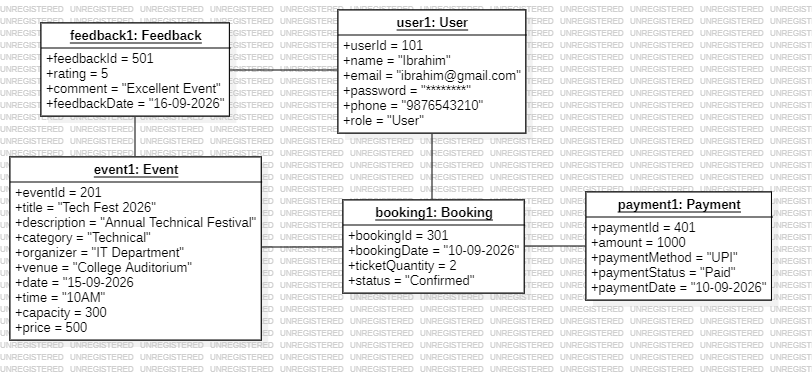 feedback1: Feedback
+feedbackId = 501
+rating = 5
+comment = "Excellent Event"
+feedbackDate = "16-09-2026"
user1: User
+userId = 101
+name = "Ibrahim"
+email = "ibrahim@gmail.com"
+password = "********"
+phone = "9876543210"
+role = "User"
event1: Event
+eventId = 201
+title = "Tech Fest 2026"
+description = "Annual Technical Festival"
+category = "Technical"
+organizer = "IT Department"
+venue = "College Auditorium"
+date = "15-09-2026
+time = "10AM"
+capacity = 300
+price = 500
booking1: Booking
+bookingId = 301
+bookingDate = "10-09-2026"
+ticketQuantity = 2
+status = "Confirmed"
payment1: Payment
+paymentId = 401
+amount = 1000
+paymentMethod = "UPI"
+paymentStatus = "Paid"
+paymentDate = "10-09-2026"
UNREGISTERED